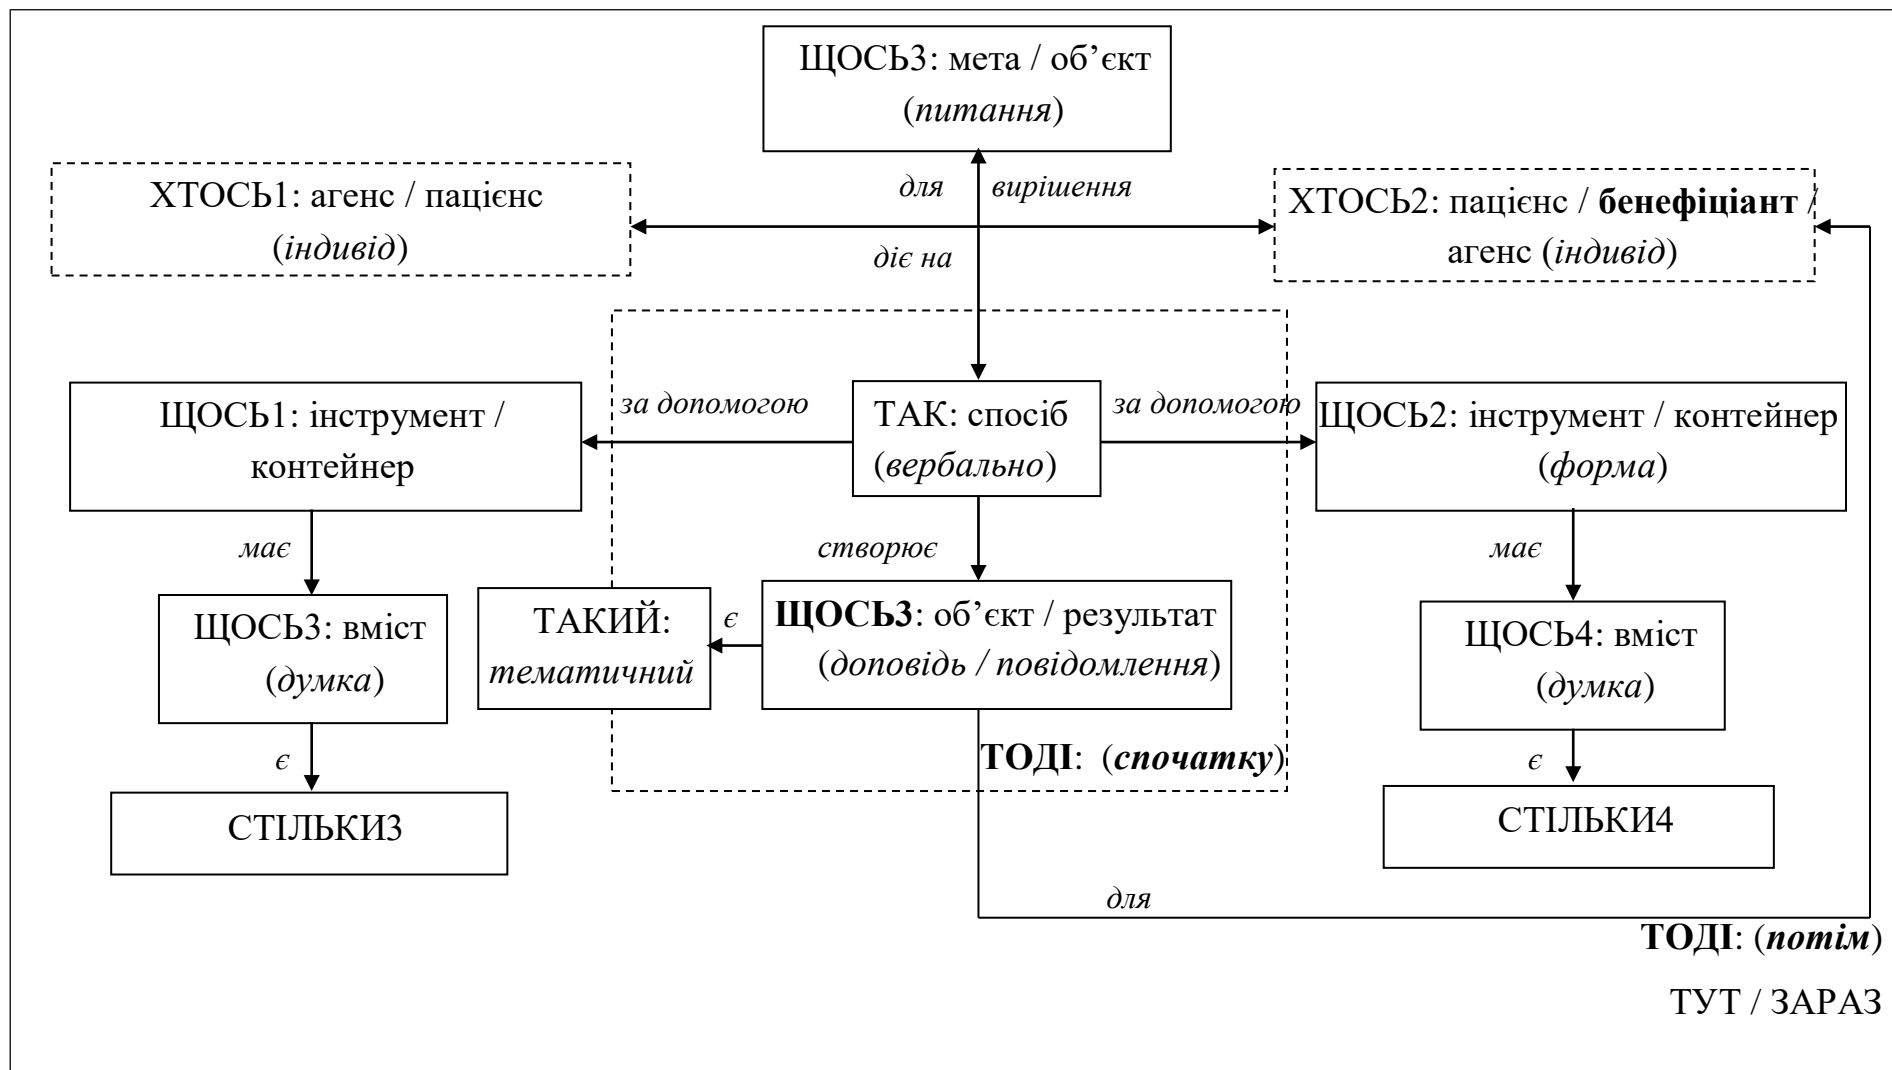 ЩОСЬ3: мета / об’єкт
(питання)
для вирішення
ХТОСЬ1: агенс / пацієнс
(індивід)
ХТОСЬ2: пацієнс / бенефіціант /
агенс (індивід)
діє на
ЩОСЬ1: інструмент /
контейнер
за допомогою
ТАК: спосіб
(вербально)
за допомогою
ЩОСЬ2: інструмент / контейнер
(форма)
має
створює
має
ЩОСЬ3: вміст
(думка)
ТАКИЙ:
тематичний
є
ЩОСЬ3: об’єкт / результат
(доповідь / повідомлення)
ЩОСЬ4: вміст
(думка)
є
ТОДІ: (спочатку)
є
СТІЛЬКИ3
СТІЛЬКИ4
для
ТОДІ: (потім)
ТУТ / ЗАРАЗ